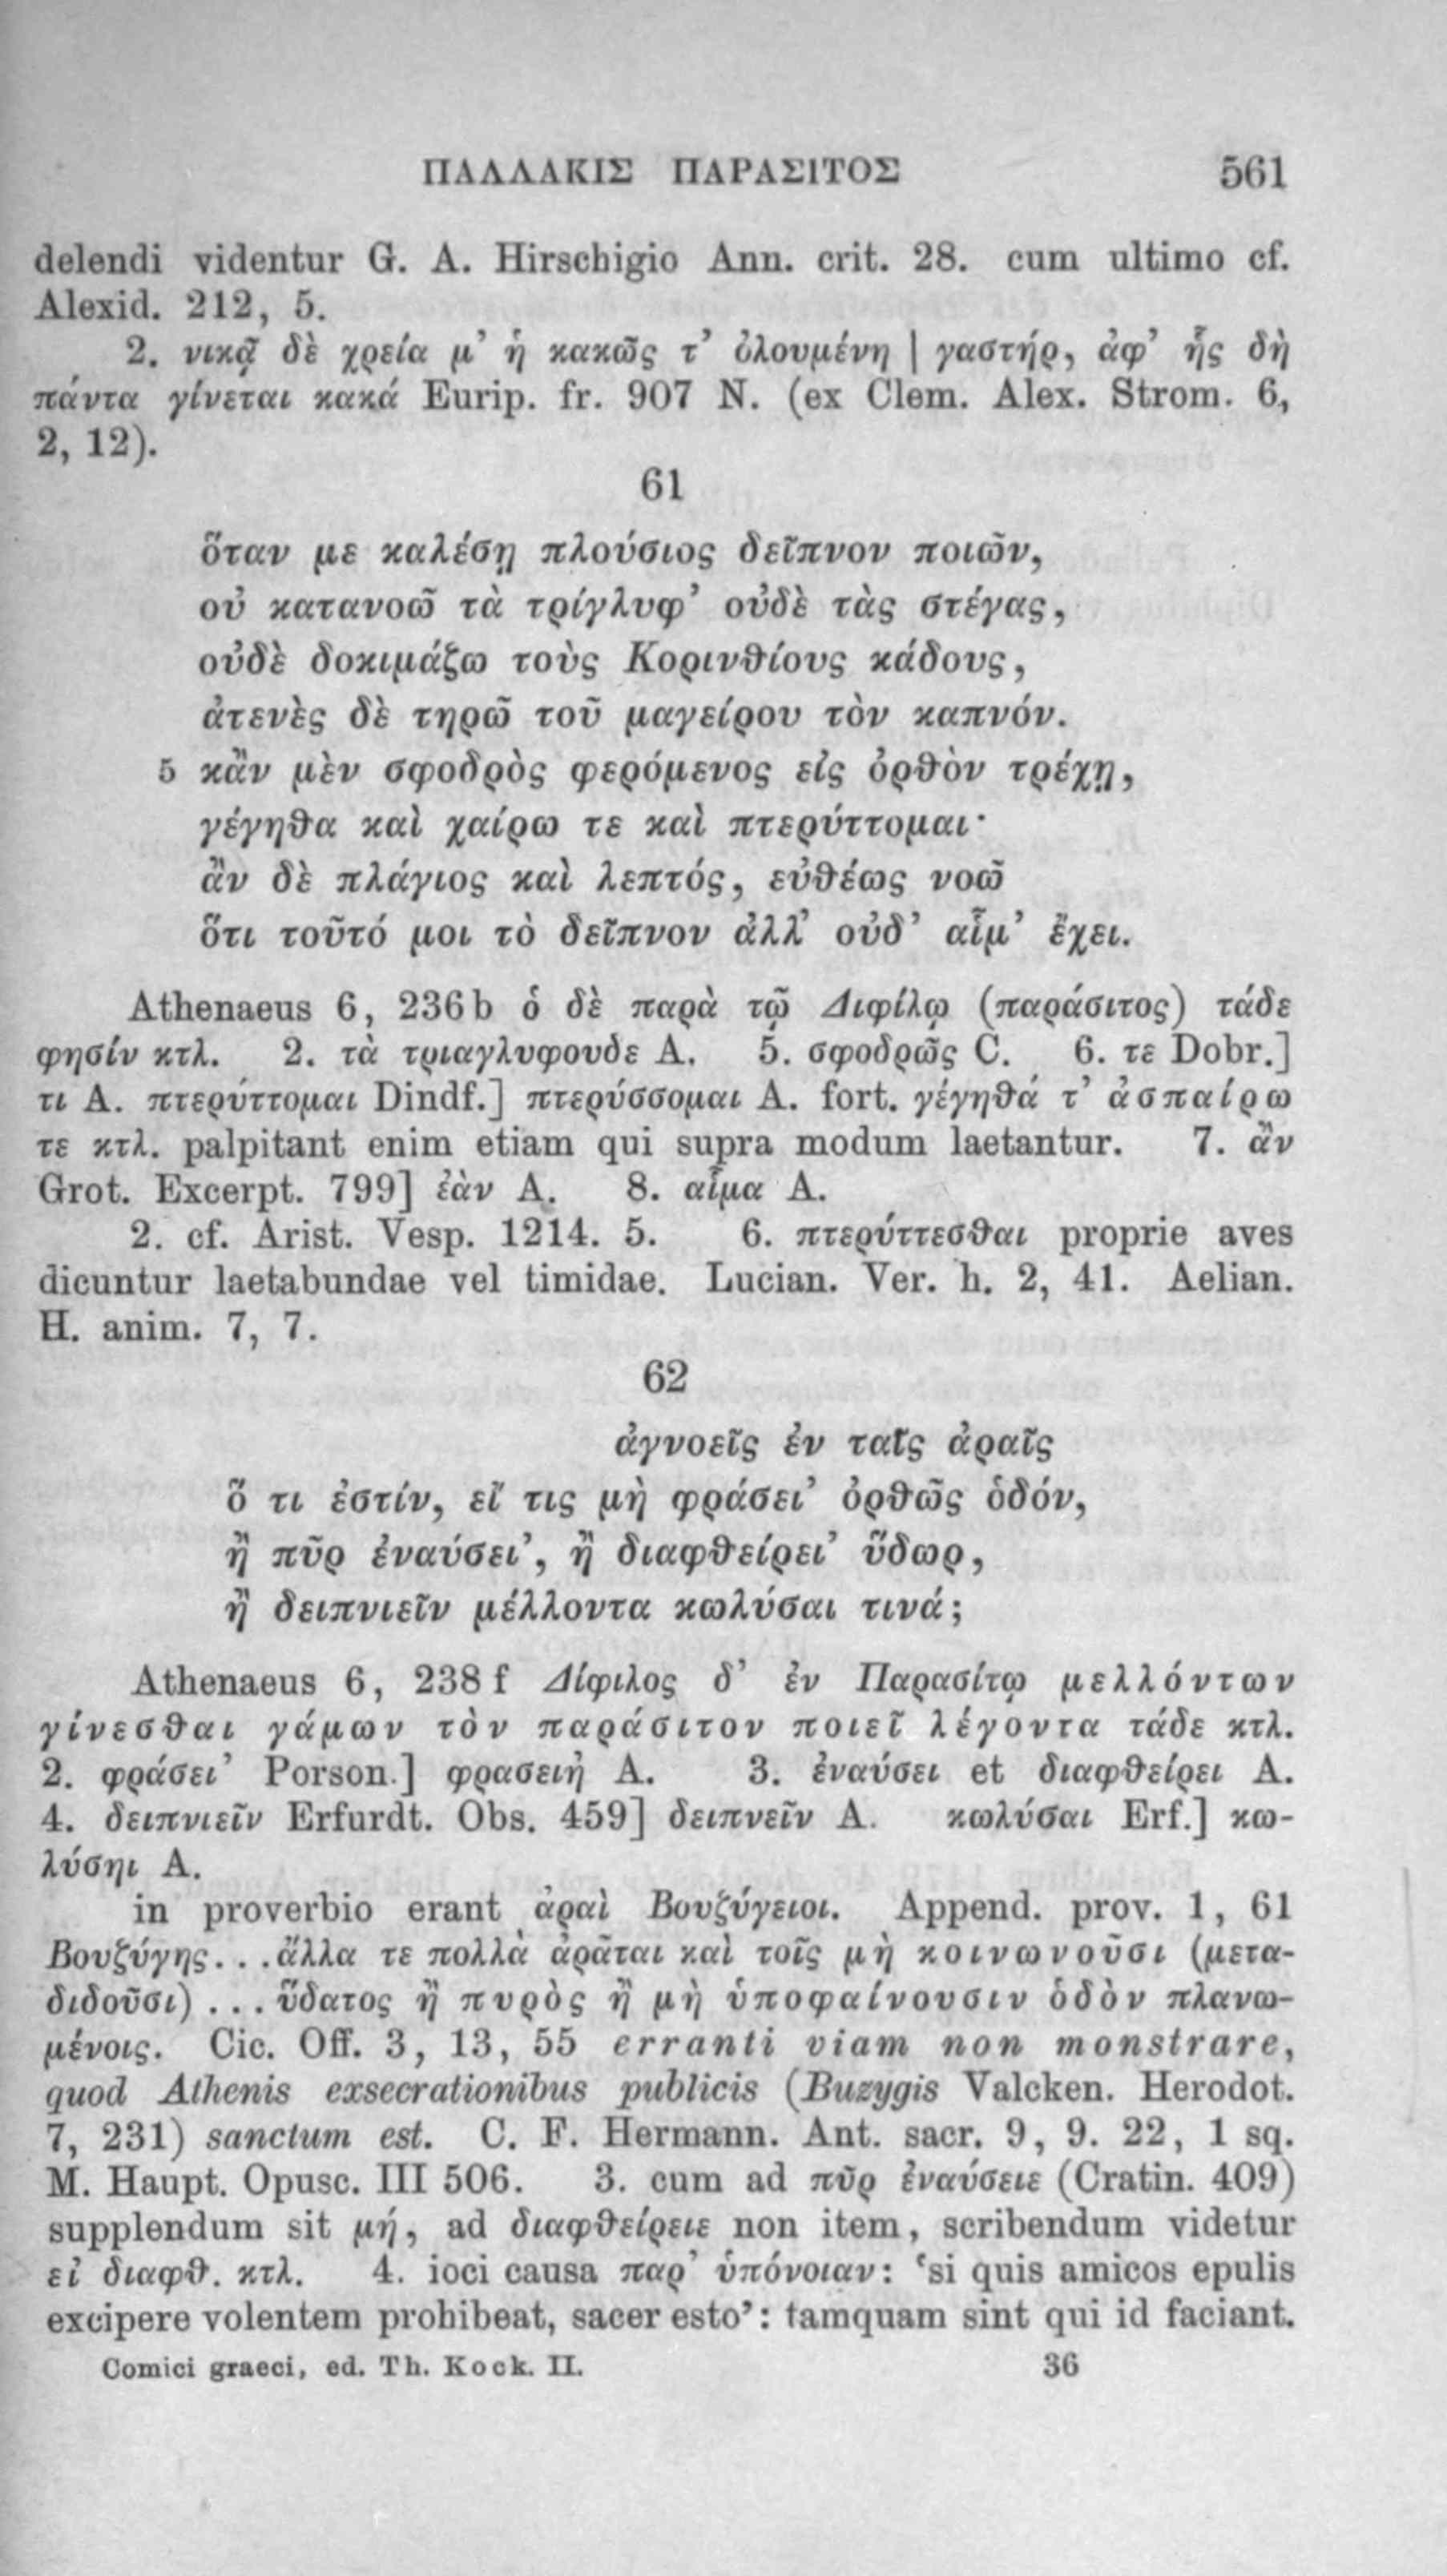 ΠΑΛΛΑΚΙΣ ΠΑΡΑΣΙΤΟΣ 561
delendi videntur G. A. Hirschigio Ann. crit. 28. cum ultimo cf.
Alexid. 212, 5.
2. νικᾷ δὲ χρεία μ’ ἡ κακῶς τ’ ὀλουμένη | γαστήρ, ἀφ’ ἧς δὴ
πάντα γίνεται κακά Eurip. fr. 907 N. (ex Clem. Alex. Strom. 6,
2, 12).
61
ὅταν με καλέσῃ πλούσιος δεῖπνον ποιῶν,
οὐ κατανοῶ τὰ τρίγλυφ’ οὐδὲ τὰς στέγας,
οὐδὲ δοκιμάζω τοὺς Κορινθίους κάδους,
ἀτενὲς δὲ τηρῶ τοῦ μαγείρου τὸν καπνόν.
5 κἂν μὲν σφοδρὸς φερόμενος εἰς ὀρθὸν τρέχῃ,
γέγηθα καὶ χαίρω τε καὶ πτερύττομαι·
ἂν δὲ πλάγιος καὶ λεπτός, εὐθέως νοῶ
ὅτι τοῦτό μοι τὸ δεῖπνον ἀλλ’ οὐδ’ αἷμ’ ἔχει.
Athenaeus 6, 236b ὁ δὲ παρὰ τῷ Διφίλῳ (παράσιτος) τάδε
φησίν κτλ. 2. τὰ τριαγλυφουδε A. 5. σφοδρῶς C. 6. τε Dobr.]
τι A. πτερύττομαι Dindf.] πτερύσσομαι A. fort. γέγηθά τ’ ἀσπαίρω
τε κτλ. palpitant enim etiam qui supra modum laetantur. 7. ἂν
Grot. Excerpt. 799] ἐὰν A. 8. αἷμα A.
2. cf. Arist. Vesp. 1214. 5. 6. πτερύττεσθαι proprie aves
dicuntur laetabundae vel timidae. Lucian. Ver. h. 2, 41. Aelian.
H. anim. 7, 7.
62
ἀγνοεῖς ἐν ταῖς ἀραῖς
ὅ τι ἐστίν, εἴ τις μὴ φράσει’ ὀρθῶς ὁδόν,
ἢ πῦρ ἐναύσει’, ἢ διαφθείρει’ ὕδωρ,
ἢ δειπνιεῖν μέλλοντα κωλύσαι τινά;
Athenaeus 6, 238 f Δίφιλος δ’ ἐν Παρασίτῳ μελλόντων
γίνεσθαι γάμων τὸν παράσιτον ποιεῖ λέγοντα τάδε κτλ.
2. φράσει’ Porson.] φρασειὴ A. 3. ἐναύσει et διαφθείρει A.
4. δειπνιεῖν Erfurdt. Obs. 459] δειπνεῖν A. κωλύσαι Erf.] κω-
λύσηι A.
in proverbio erant ἀραὶ Βουζύγειοι. Append. prov. 1, 61
Βουζύγης...ἄλλα τε πολλὰ ἀρᾶται καὶ τοῖς μὴ κοινωνοῦσι (μετα-
διδοῦσι) ... ὕδατος ἢ πυρὸς ἢ μὴ ὑποφαίνουσιν ὁδὸν πλανω-
μένοις. Cic. Off. 3, 13, 55 erranti viam non monstrare,
quod Athenis exsecrationibus publicis (Buzygis Valcken. Herodot.
7, 231) sanctum est. C. F. Hermann. Ant. sacr. 9, 9. 22, 1 sq.
M. Haupt. Opusc. III 506. 3. cum ad πῦρ ἐναύσειε (Cratin. 409)
supplendum sit μή, ad διαφθείρειε non item, scribendum videtur
εἰ διαφθ. κτλ. 4. ioci causa παρ’ ὑπόνοιαν: ‘si quis amicos epulis
excipere volentem prohibeat, sacer esto’: tamquam sint qui id faciant.
Comici graeci, ed. Th. Kock. II. 36